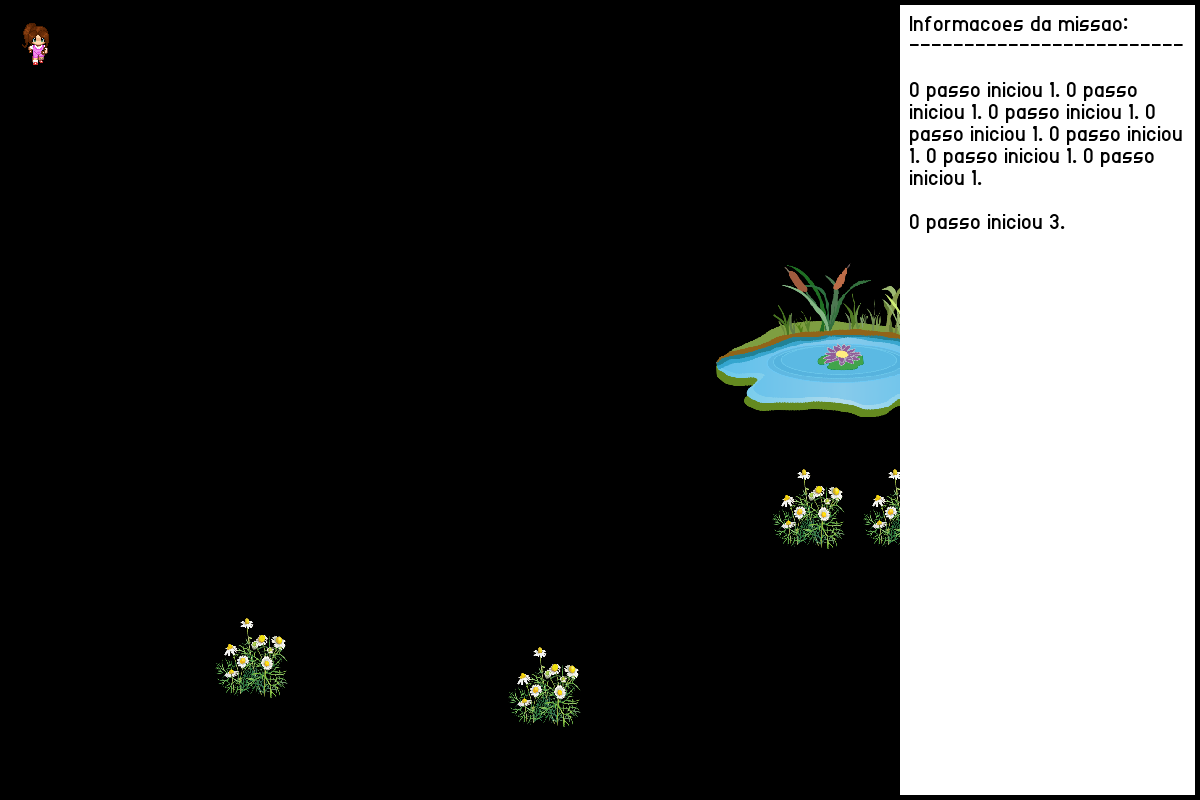 Informacoes da missao:
-------------------------
O passo iniciou 1. O passo
iniciou 1. O passo iniciou 1. O
passo iniciou 1. O passo iniciou
1. O passo iniciou 1. O passo
iniciou 1.
O passo iniciou 3.